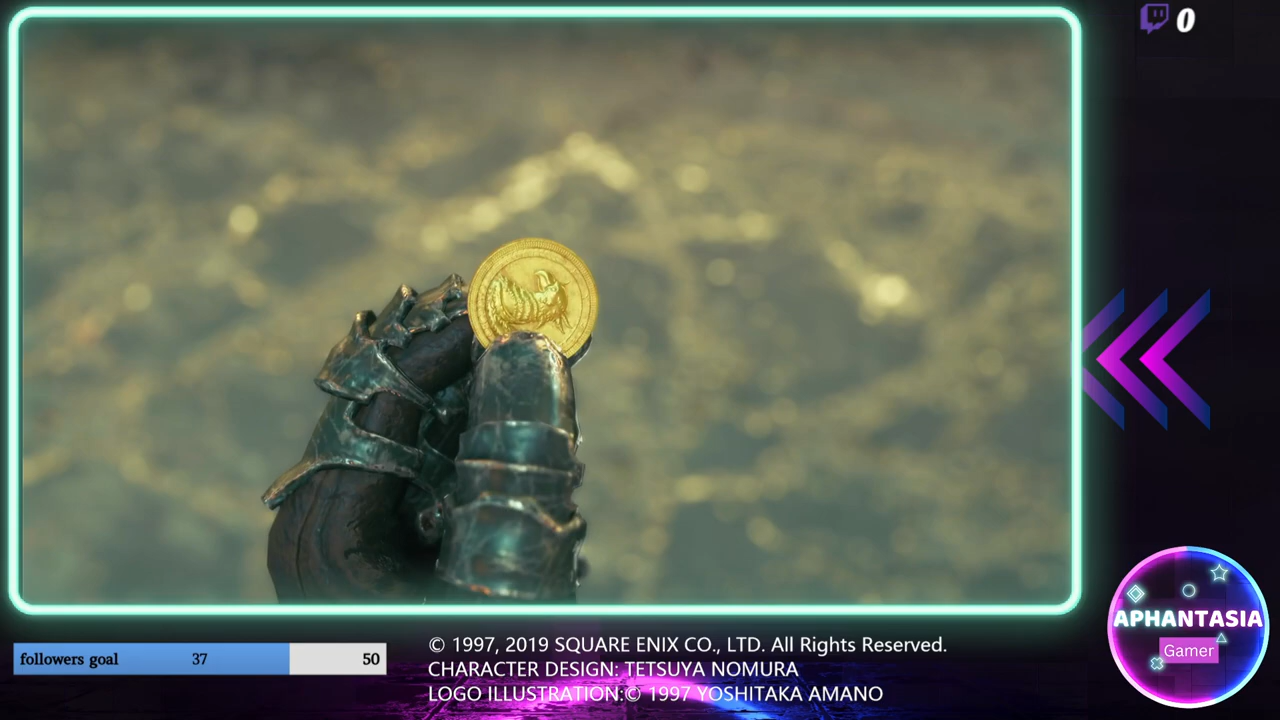 0
followers goal 37 50
© 1997, 2019 SQUARE ENIX CO., LTD. All Rights Reserved.
CHARACTER DESIGN: TETSUYA NOMURA
LOGO ILLUSTRATION:© 1997 YOSHITAKA AMANO
APHANTASIA
Gamer